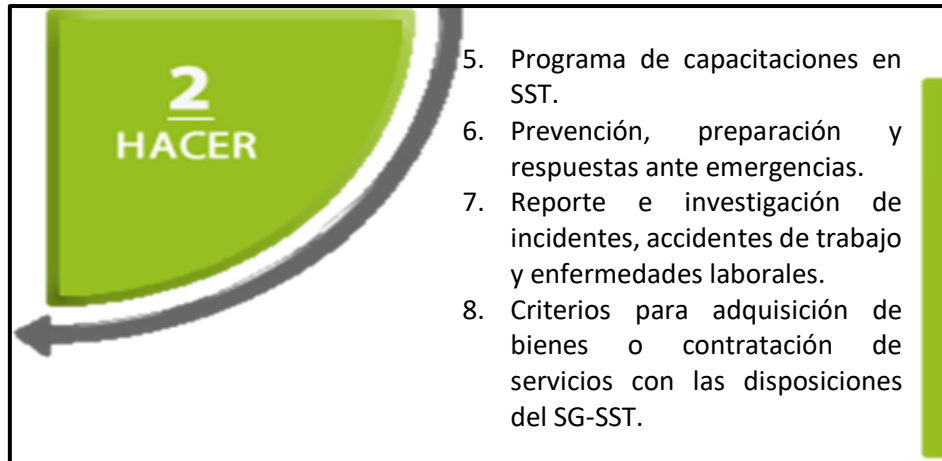 2
HACER
5. Programa de capacitaciones en
SST.
6. Prevención, preparación y
respuestas ante emergencias.
7. Reporte e investigación de
incidentes, accidentes de trabajo
y enfermedades laborales.
8. Criterios para adquisición de
bienes o contratación de
servicios con las disposiciones
del SG-SST.